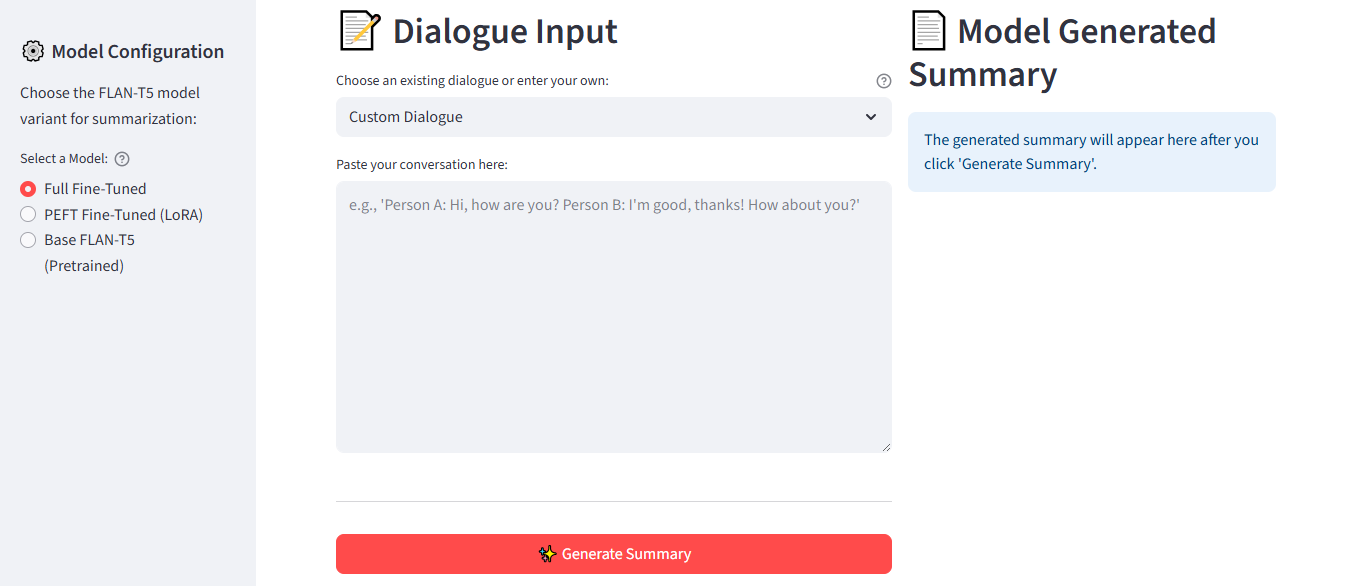 Model Configuration
Choose the FLAN-T5 model
variant for summarization:
Select a Model:
Full Fine-Tuned
PEFT Fine-Tuned (LoRA)
Base FLAN-T5
(Pretrained)
Dialogue Input
Choose an existing dialogue or enter your own:
Custom Dialogue
Paste your conversation here:
e.g., 'Person A: Hi, how are you? Person B: I'm good, thanks! How about you?'
Generate Summary
Model Generated
Summary
The generated summary will appear here after you
click 'Generate Summary'.